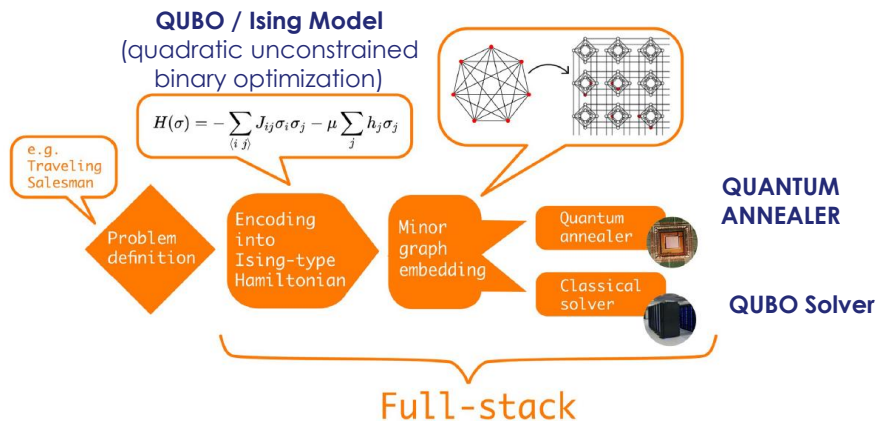 QUBO / Ising Model
(quadratic unconstrained
binary optimization)
H(σ) = − ∑⟨i j⟩ Jijσiσj − μ ∑j hjσj
e.g.
Traveling
Salesman
Problem
definition
Encoding
into
Ising-type
Hamiltonian
Minor
graph
embedding
Quantum
annealer
Classical
solver
QUANTUM
ANNEALER
QUBO Solver
Full-stack